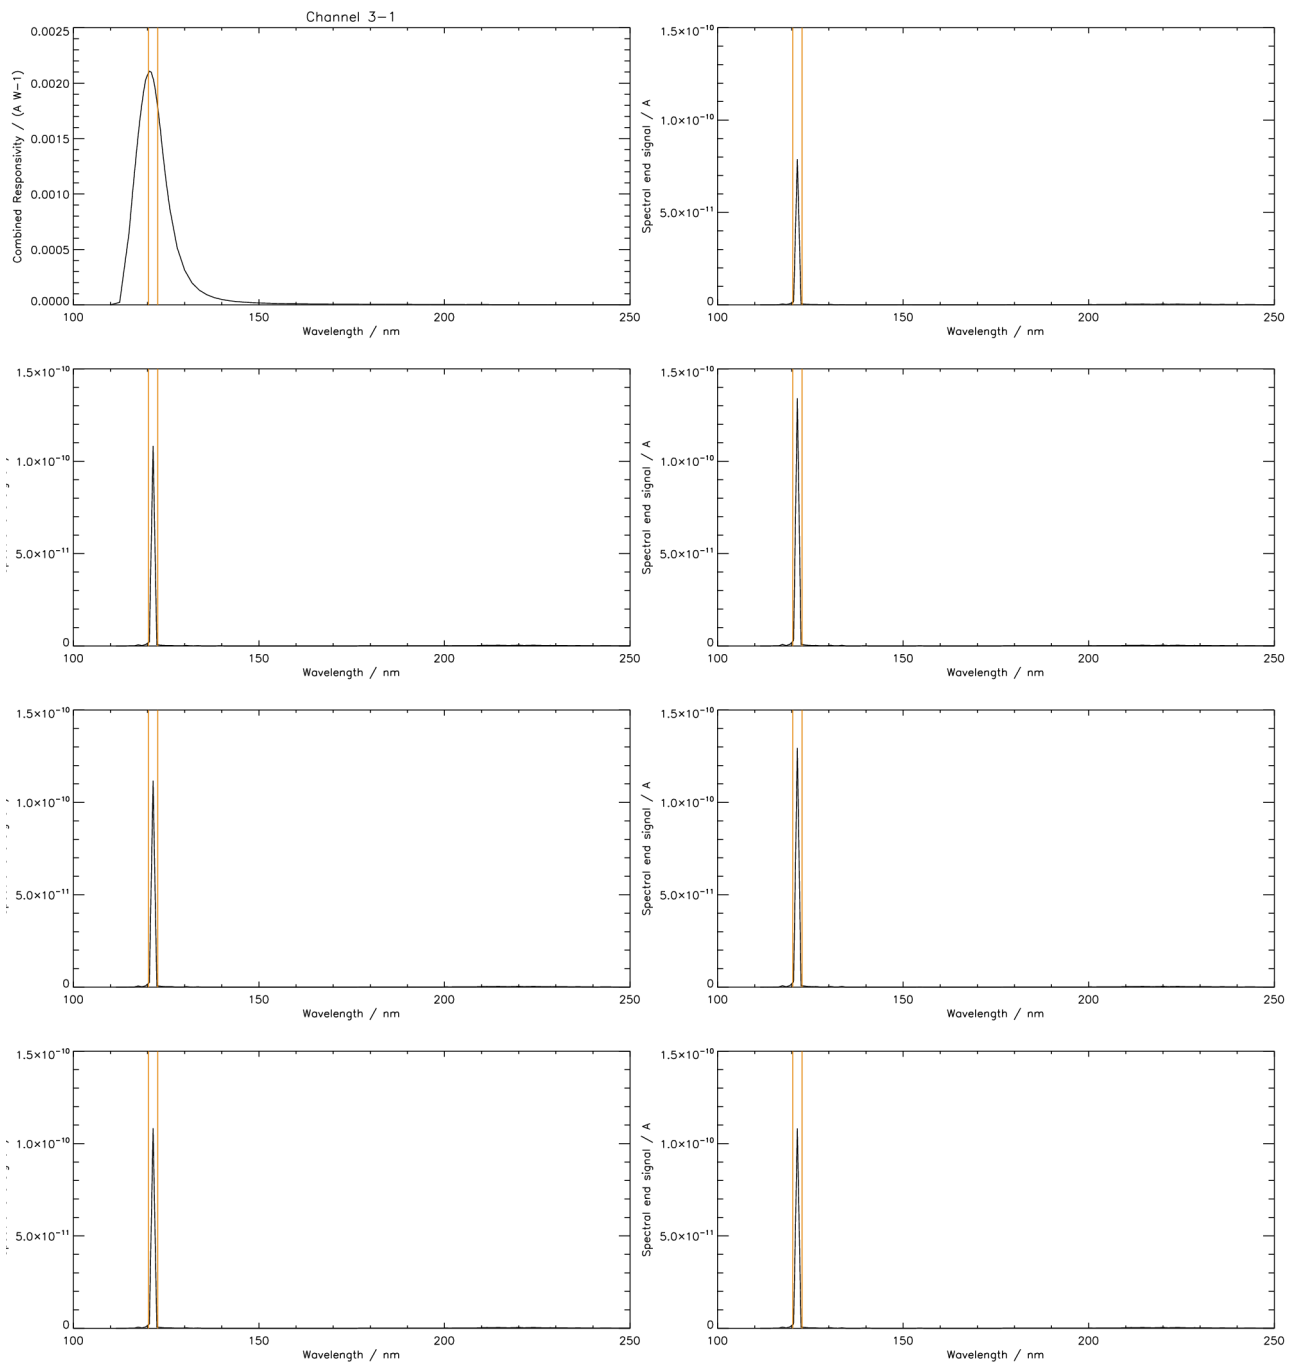 Channel 3-1
Combined Responsivity / (A W-1)
0.0025
0.0020
0.0015
0.0010
0.0005
0.0000
100 150 200 250
Wavelength / nm
Spectral end signal / A
1.5×10⁻¹⁰
1.0×10⁻¹⁰
5.0×10⁻¹¹
0
100 150 200 250
Wavelength / nm
1.5×10⁻¹⁰
1.0×10⁻¹⁰
5.0×10⁻¹¹
0
100 150 200 250
Wavelength / nm
Spectral end signal / A
1.5×10⁻¹⁰
1.0×10⁻¹⁰
5.0×10⁻¹¹
0
100 150 200 250
Wavelength / nm
1.5×10⁻¹⁰
1.0×10⁻¹⁰
5.0×10⁻¹¹
0
100 150 200 250
Wavelength / nm
Spectral end signal / A
1.5×10⁻¹⁰
1.0×10⁻¹⁰
5.0×10⁻¹¹
0
100 150 200 250
Wavelength / nm
1.5×10⁻¹⁰
1.0×10⁻¹⁰
5.0×10⁻¹¹
0
100 150 200 250
Wavelength / nm
Spectral end signal / A
1.5×10⁻¹⁰
1.0×10⁻¹⁰
5.0×10⁻¹¹
0
100 150 200 250
Wavelength / nm